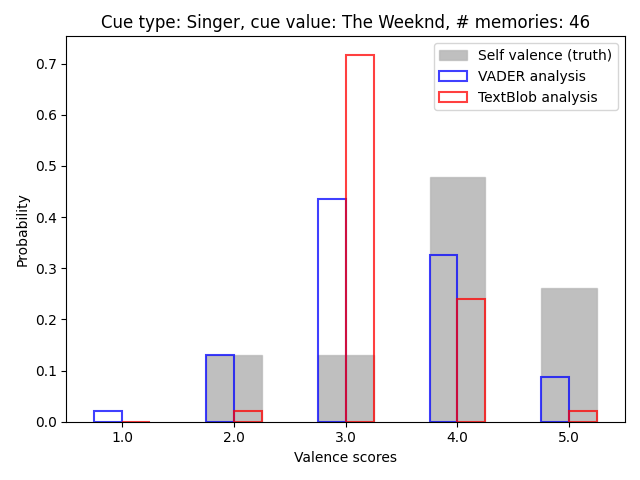 Cue type: Singer, cue value: The Weeknd, # memories: 46
Self valence (truth)
VADER analysis
TextBlob analysis
Probability
0.7
0.6
0.5
0.4
0.3
0.2
0.1
0.0
1.0 2.0 3.0 4.0 5.0
Valence scores